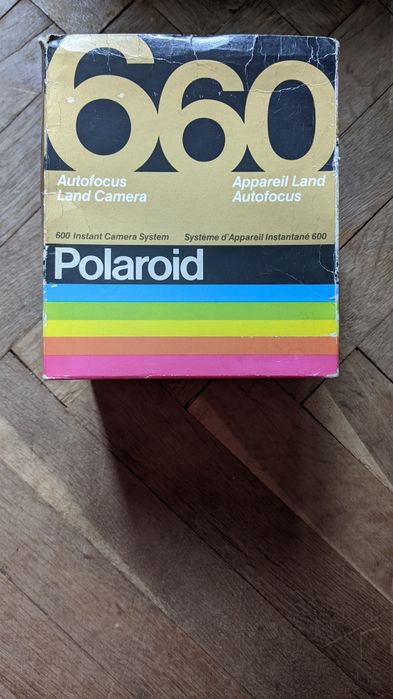 660
Autofocus
Land Camera
Appareil Land
Autofocus
600 Instant Camera System
Système d'Appareil Instantané 600
Polaroid